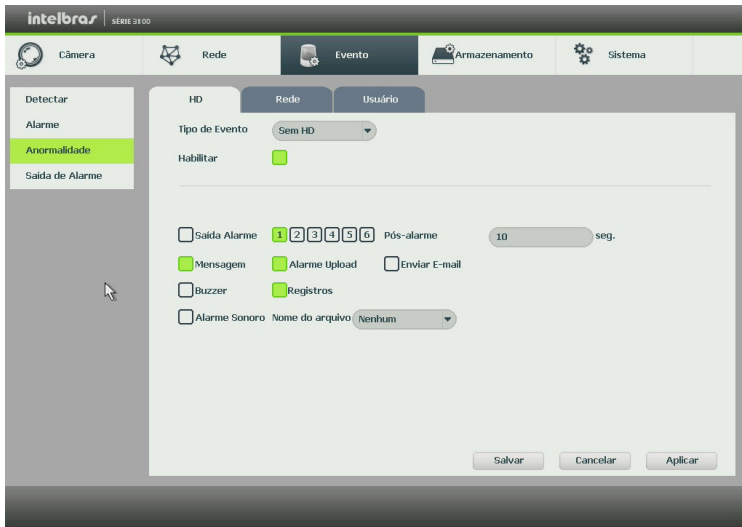 intelbras SÉRIE 3100
Câmera Rede Evento Armazenamento Sistema
Detectar
Alarme
Anormalidade
Saida de Alarme
HD Rede Usuário
Tipo de Evento Sem HD
Habilitar
Saída Alarme 1 2 3 4 5 6 Pós-alarme 10 seg.
Mensagem Alarme Upload Enviar E-mail
Buzzer Registros
Alarme Sonoro Nome do arquivo Nenhum
Salvar Cancelar Aplicar